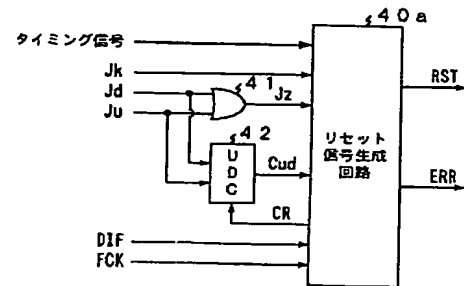 40a
タイミング信号
Jk
Jd
Ju
41
Jz
42
UDC
Cud
CR
DIF
FCK
リセット
信号生成
回路
RST
ERR